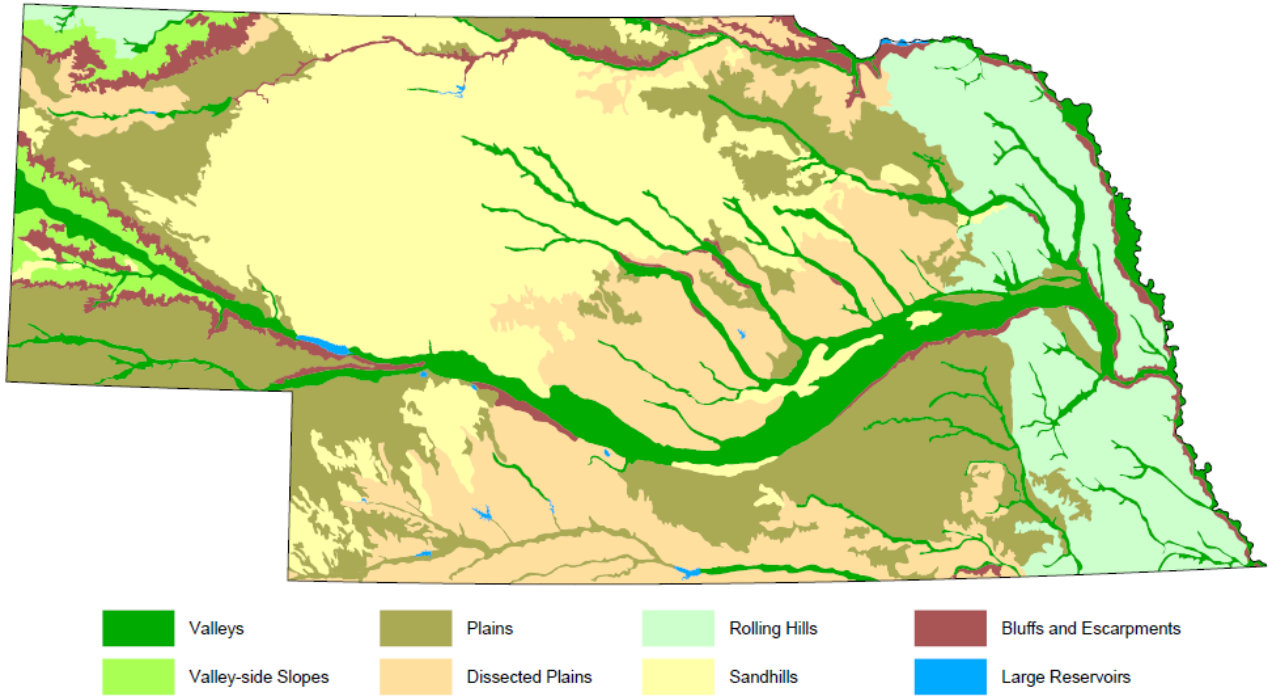 Valleys Plains Rolling Hills Bluffs and Escarpments
Valley-side Slopes Dissected Plains Sandhills Large Reservoirs